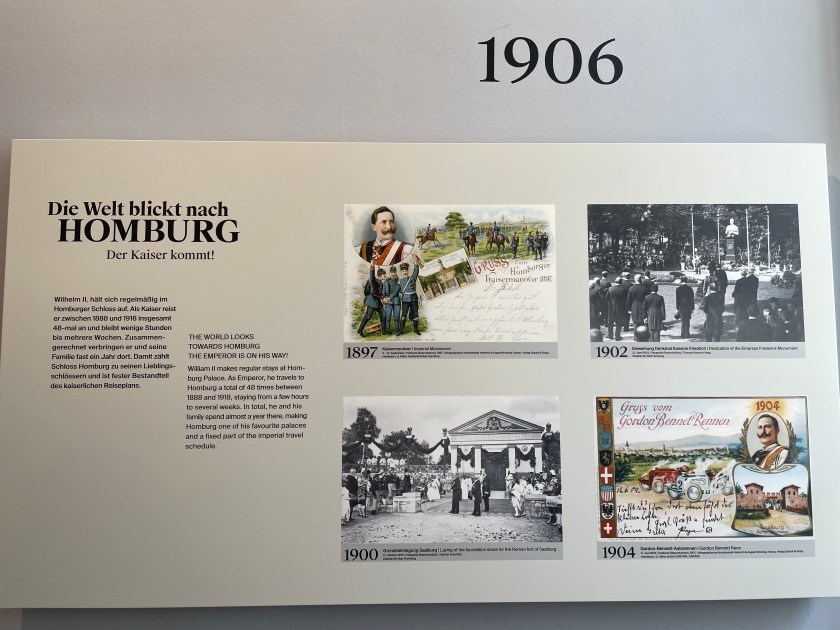 1906
Die Welt blickt nach
HOMBURG
Der Kaiser kommt!
Wilhelm II. hält sich regelmäßig im
Homburger Schloss auf. Als Kaiser reist
er zwischen 1888 und 1918 insgesamt
48-mal an und bleibt wenige Stunden
bis mehrere Wochen. Zusammen-
gerechnet verbringen er und seine
Familie fast ein Jahr dort. Damit zählt
Schloss Homburg zu seinen Lieblings-
schlössern und ist fester Bestandteil
des kaiserlichen Reiseplans.
THE WORLD LOOKS
TOWARDS HOMBURG
THE EMPEROR IS ON HIS WAY!
William II makes regular stays at Hom-
burg Palace. As Emperor, he travels to
Homburg a total of 48 times between
1888 and 1918, staying from a few hours
to several weeks. In total, he and his
family spend almost a year there, making
Homburg one of his favourite palaces
and a fixed part of the imperial travel
schedule.
Gruss vom
Homburger
Kaisermanöver 1897.
1897 Kaisermanöver | Imperial Manoeuvre
1902 Einweihung Denkmal Kaiserin Friedrich | Dedication of the Empress Frederick Monument
1900 Grundsteinlegung Saalburg | Laying of the foundation stone for the Roman fort of Saalburg
Gruss vom
Gordon Bennet Rennen
1904
1904 Gordon-Bennett-Autorennen | Gordon Bennett Race